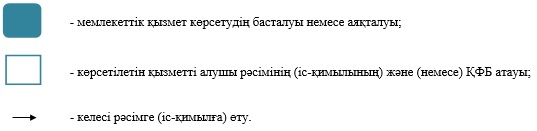 - мемлекеттік қызмет көрсетудің басталуы немесе аяқталуы;
- көрсетілетін қызметті алушы рәсімінің (іс-қимылының) және (немесе) ҚФБ атауы;
- келесі рәсімге (іс-қимылға) өту.